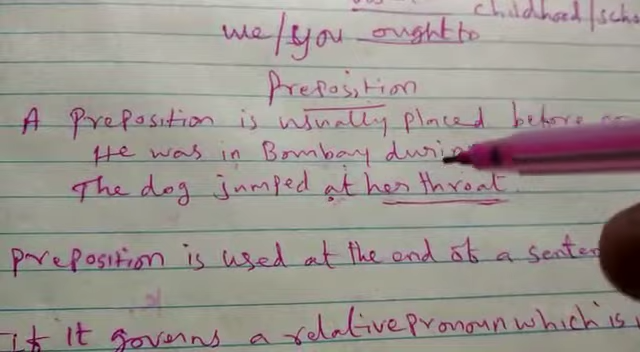 childhood/scho
we/you ought to
Preposition
A Preposition is usually placed before
He was in Bombay durin
The dog jumped at her throat.
preposition is used at the end of a senten
if it governs a relative pronoun which is